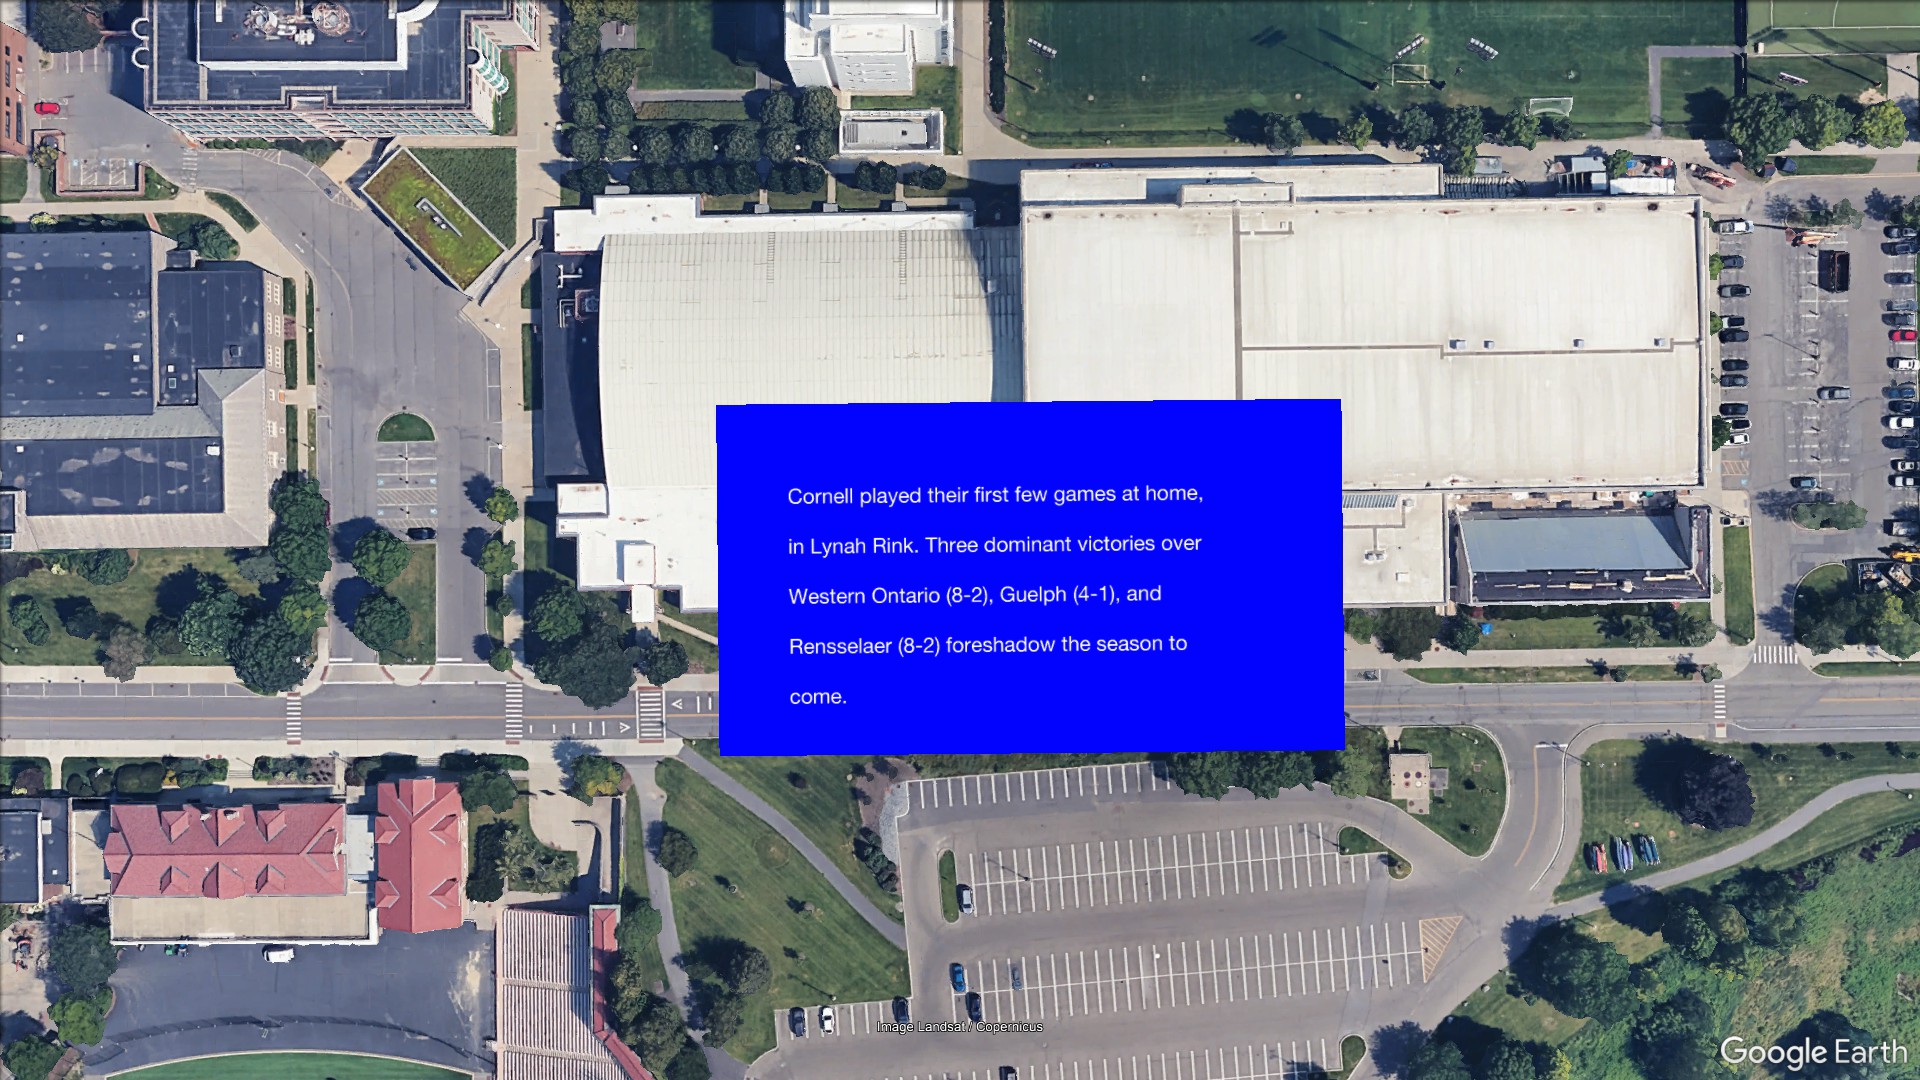 Cornell played their first few games at home,
in Lynah Rink. Three dominant victories over
Western Ontario (8-2), Guelph (4-1), and
Rensselaer (8-2) foreshadow the season to
come.
Image Landsat / Copernicus
Google Earth